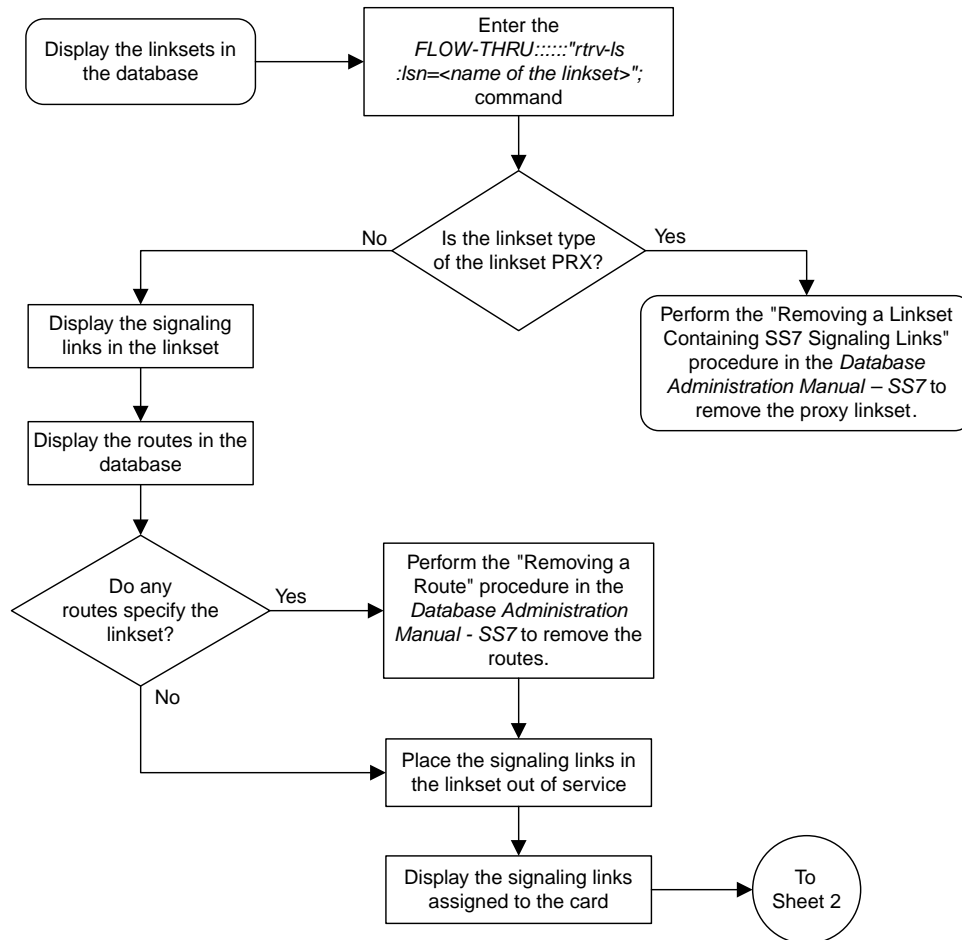 Display the linksets in
the database
Enter the
FLOW-THRU::::::"rtrv-ls
:lsn=<name of the linkset>";
command
Is the linkset type
of the linkset PRX?
No
Yes
Display the signaling
links in the linkset
Perform the "Removing a Linkset
Containing SS7 Signaling Links"
procedure in the Database
Administration Manual – SS7 to
remove the proxy linkset.
Display the routes in the
database
Do any
routes specify the
linkset?
Yes
No
Perform the "Removing a
Route" procedure in the
Database Administration
Manual - SS7 to remove the
routes.
Place the signaling links in
the linkset out of service
Display the signaling links
assigned to the card
To
Sheet 2